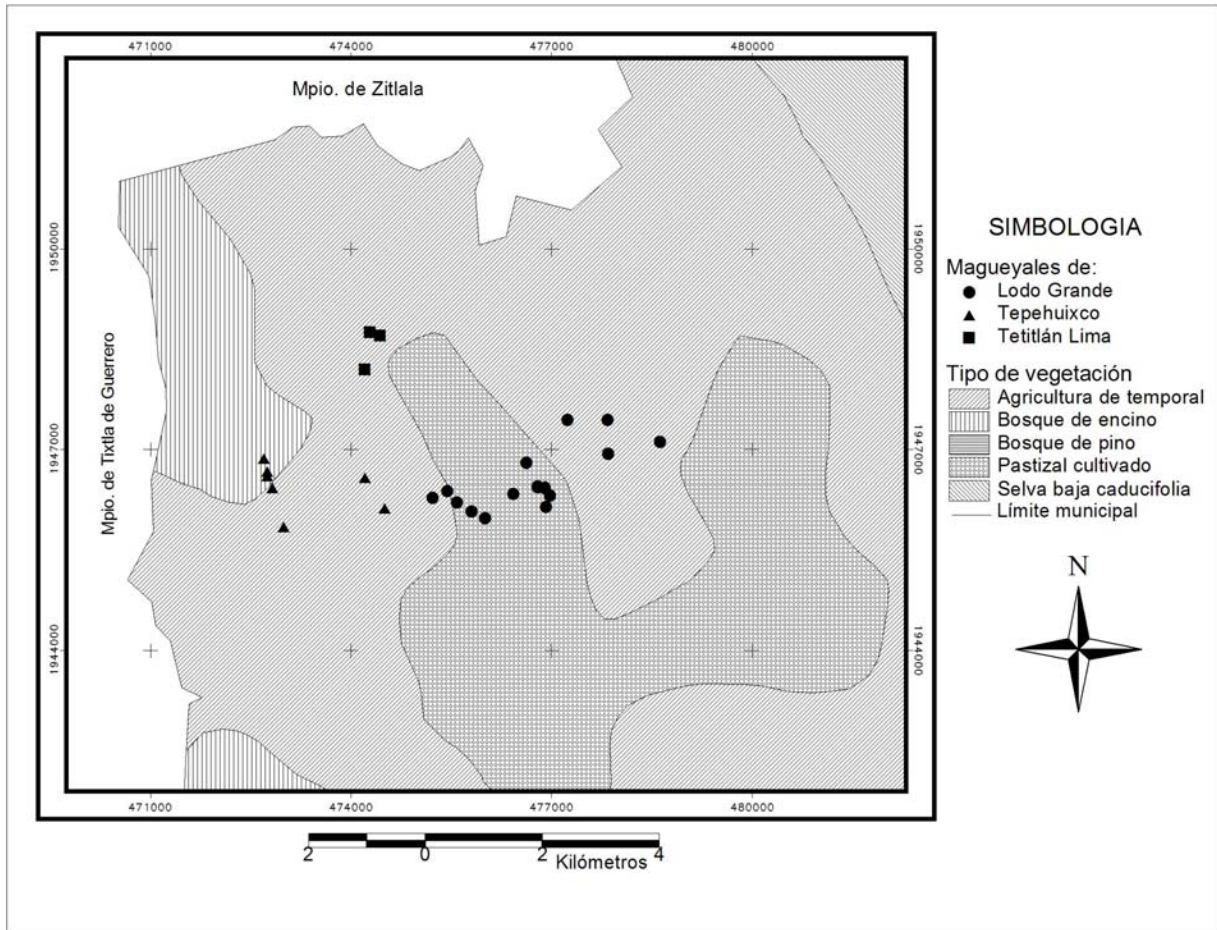 471000 474000 477000 480000
Mpio. de Zitlala
1950000
1950000
Mpio. de Tixtla de Guerrero
1947000
1947000
1944000
1944000
471000 474000 477000 480000
2 0 2 4
Kilómetros
SIMBOLOGIA
Magueyales de:
Lodo Grande
Tepehuixco
Tetitlán Lima
Tipo de vegetación
Agricultura de temporal
Bosque de encino
Bosque de pino
Pastizal cultivado
Selva baja caducifolia
Límite municipal
N